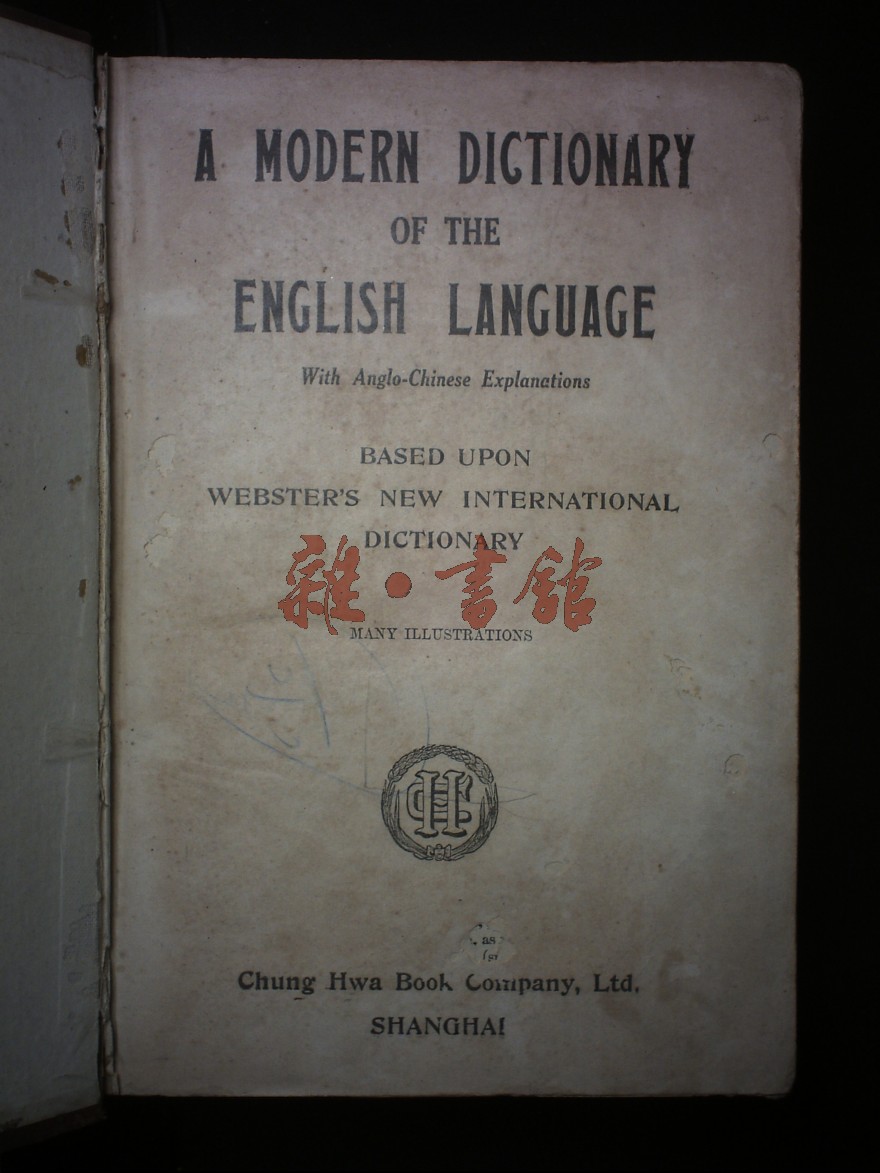 A MODERN DICTIONARY
OF THE
ENGLISH LANGUAGE
With Anglo-Chinese Explanations
BASED UPON
WEBSTER'S NEW INTERNATIONAL
DICTIONARY
雜•書館
MANY ILLUSTRATIONS
, as
Chung Hwa Book Company, Ltd.
SHANGHAI